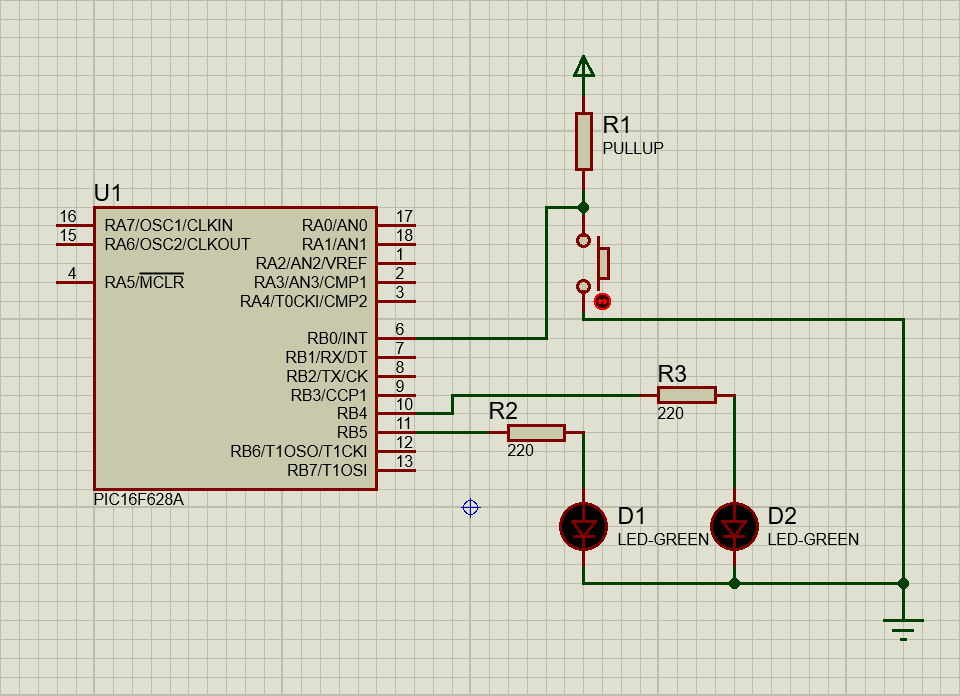 R1
PULLUP
U1
16
RA7/OSC1/CLKIN
RA0/AN0
17
15
RA6/OSC2/CLKOUT
RA1/AN1
18
RA2/AN2/VREF
1
4
RA5/MCLR
RA3/AN3/CMP1
2
RA4/T0CKI/CMP2
3
RB0/INT
6
RB1/RX/DT
7
RB2/TX/CK
8
RB3/CCP1
9
RB4
10
RB5
11
RB6/T1OSO/T1CKI
12
RB7/T1OSI
13
PIC16F628A
R3
220
R2
220
D1
LED-GREEN
D2
LED-GREEN